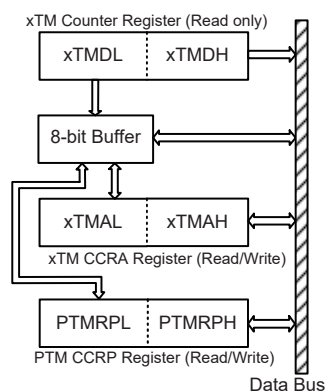 xTM Counter Register (Read only)
xTMDL xTMDH
8-bit Buffer
xTMAL xTMAH
xTM CCRA Register (Read/Write)
PTMRPL PTMRPH
PTM CCRP Register (Read/Write)
Data Bus